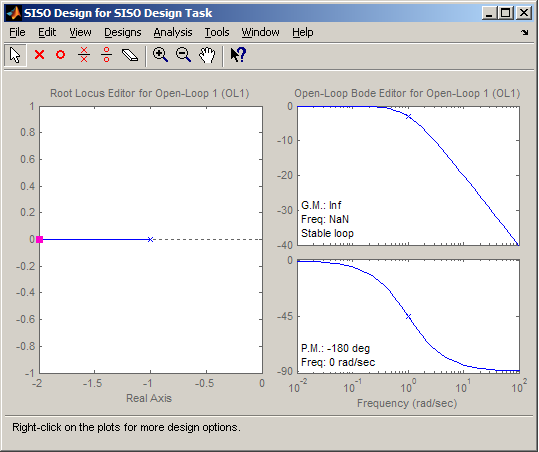 SISO Design for SISO Design Task
File Edit View Designs Analysis Tools Window Help
Root Locus Editor for Open-Loop 1 (OL1)
1
0.8
0.6
0.4
0.2
0
-0.2
-0.4
-0.6
-0.8
-1
-2 -1.5 -1 -0.5 0
Real Axis
Open-Loop Bode Editor for Open-Loop 1 (OL1)
0
-10
-20
-30
-40
G.M.: Inf
Freq: NaN
Stable loop
0
-45
-90
P.M.: -180 deg
Freq: 0 rad/sec
10^-2 10^-1 10^0 10^1 10^2
Frequency (rad/sec)
Right-click on the plots for more design options.